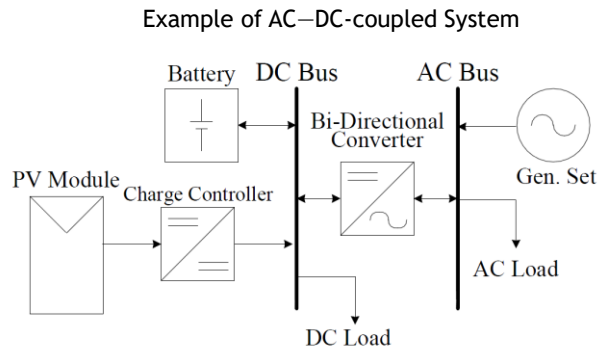 Example of AC—DC-coupled System
Battery
DC Bus
AC Bus
Bi-Directional
Converter
Gen. Set
PV Module
Charge Controller
AC Load
DC Load